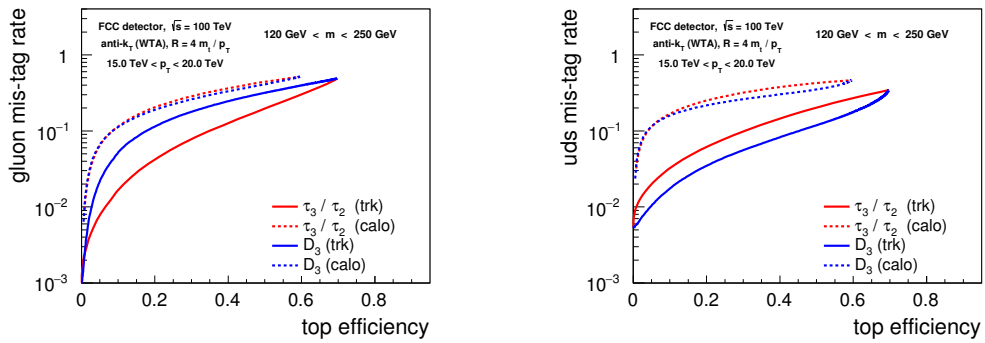 gluon mis-tag rate
FCC detector, √s = 100 TeV
anti-k_T (WTA), R = 4 m_t / p_T
15.0 TeV < p_T < 20.0 TeV
120 GeV < m < 250 GeV
1
10^−1
10^−2
10^−3
τ_3 / τ_2 (trk)
τ_3 / τ_2 (calo)
D_3 (trk)
D_3 (calo)
0 0.2 0.4 0.6 0.8
top efficiency
uds mis-tag rate
FCC detector, √s = 100 TeV
anti-k_T (WTA), R = 4 m_t / p_T
15.0 TeV < p_T < 20.0 TeV
120 GeV < m < 250 GeV
1
10^−1
10^−2
10^−3
τ_3 / τ_2 (trk)
τ_3 / τ_2 (calo)
D_3 (trk)
D_3 (calo)
0 0.2 0.4 0.6 0.8
top efficiency